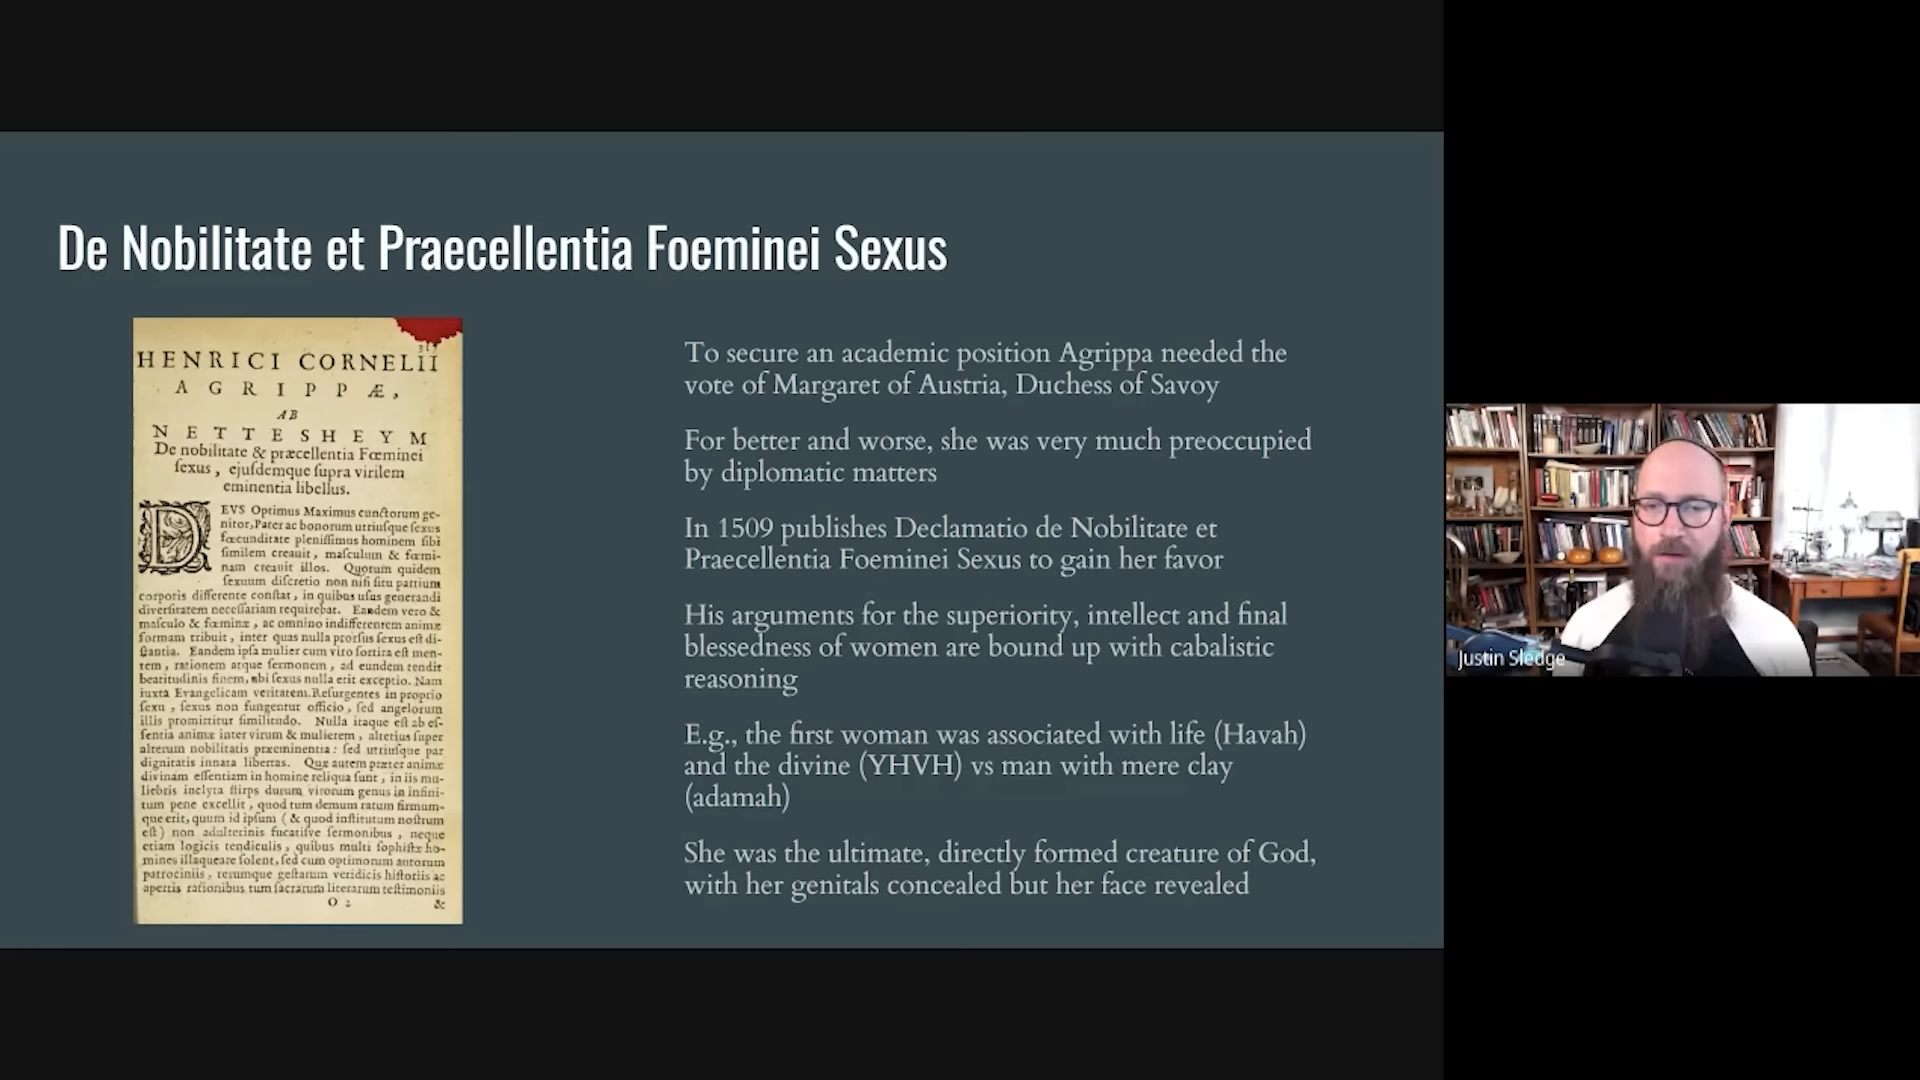 De Nobilitate et Praecellentia Foeminei Sexus
HENRICI CORNELII
AGRIPPÆ,
AB
NETTESHEYM
De nobilitate & præcellentia Fœminei
ſexus, ejuſdemque ſupra virilem
eminentia libellus.
DEVS Optimus Maximus cunctorum ge-
nitor, Pater ac bonorum utriuſque ſexus
fœcunditate pleniſſimus hominem ſibi
ſimilem creauit, maſculum & fœmi-
nam creauit illos. Quorum quidem
ſexuum diſcretio non niſi ſitu partium
corporis differente conſtat, in quibus uſus generandi
diverſitatem neceſſariam requirebat. Eandem vero &
maſculo & fœminæ, ac omnino indifferentem animæ
formam tribuit, inter quas nulla prorſus ſexus eſt di-
ſtantia. Eandem ipſa mulier cum viro ſortita eſt men-
tem, rationem atque ſermonem, ad eundem tendit
beatitudinis finem, ubi ſexus nulla erit exceptio. Nam
iuxta Evangelicam veritatem. Reſurgentes in proprio
ſexu, ſexus non fungentur officio, ſed angelorum
illis promittitur ſimilitudo. Nulla itaque eſt ab eſ-
ſentia animæ inter virum & mulierem, alterius ſuper
alterum nobilitatis præeminentia: ſed utriuſque par
dignitatis innata libertas. Quæ autem præter animæ
divinam eſſentiam in homine reliqua ſunt, in iis mu-
liebris inclyta ſtirps durum virorum genus in infini-
tum pene excellit, quod tum demum ratum firmum-
que erit, quum id ipſum (& quod inſtitutum noſtrum
eſt) non adulterinis fucatiſve ſermonibus, neque
etiam logicis tendiculis, quibus multi ſophiſtæ ho-
mines illaqueare ſolent, ſed cum optimorum autorum
patrociniis, rerumque geſtarum veridicis hiſtoriis ac
apertis rationibus, tum ſacrarum literarum teſtimoniis
O 2 &
To secure an academic position Agrippa needed the
vote of Margaret of Austria, Duchess of Savoy
For better and worse, she was very much preoccupied
by diplomatic matters
In 1509 publishes Declamatio de Nobilitate et
Praecellentia Foeminei Sexus to gain her favor
His arguments for the superiority, intellect and final
blessedness of women are bound up with cabalistic
reasoning
E.g., the first woman was associated with life (Havah)
and the divine (YHVH) vs man with mere clay
(adamah)
She was the ultimate, directly formed creature of God,
with her genitals concealed but her face revealed
Justin Sledge